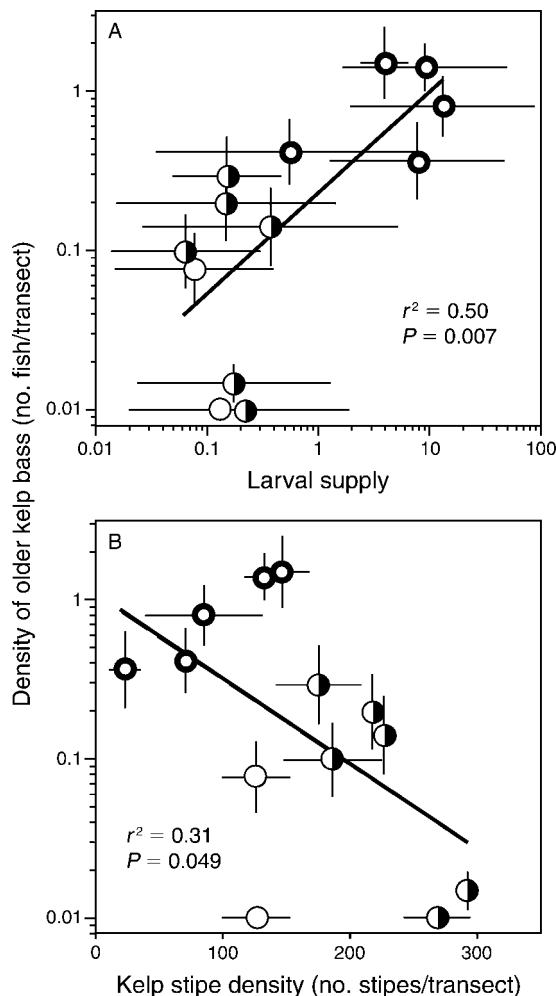 Density of older kelp bass (no. fish/transect)
A
1
0.1
0.01
r² = 0.50
P = 0.007
0.01 0.1 1 10 100
Larval supply
B
1
0.1
0.01
r² = 0.31
P = 0.049
0 100 200 300
Kelp stipe density (no. stipes/transect)